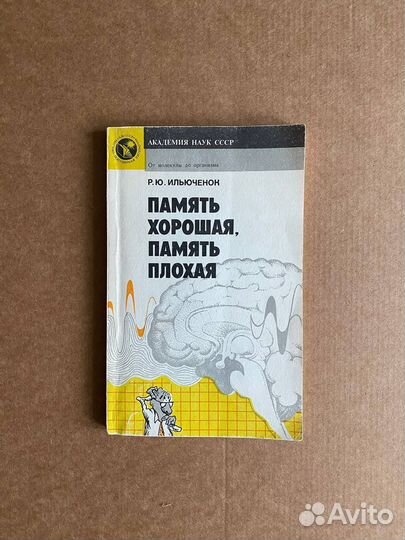 АКАДЕМИЯ НАУК СССР
От молекулы до организма
Р.Ю. ИЛЬЮЧЕНОК
ПАМЯТЬ
ХОРОШАЯ,
ПАМЯТЬ
ПЛОХАЯ
Avito